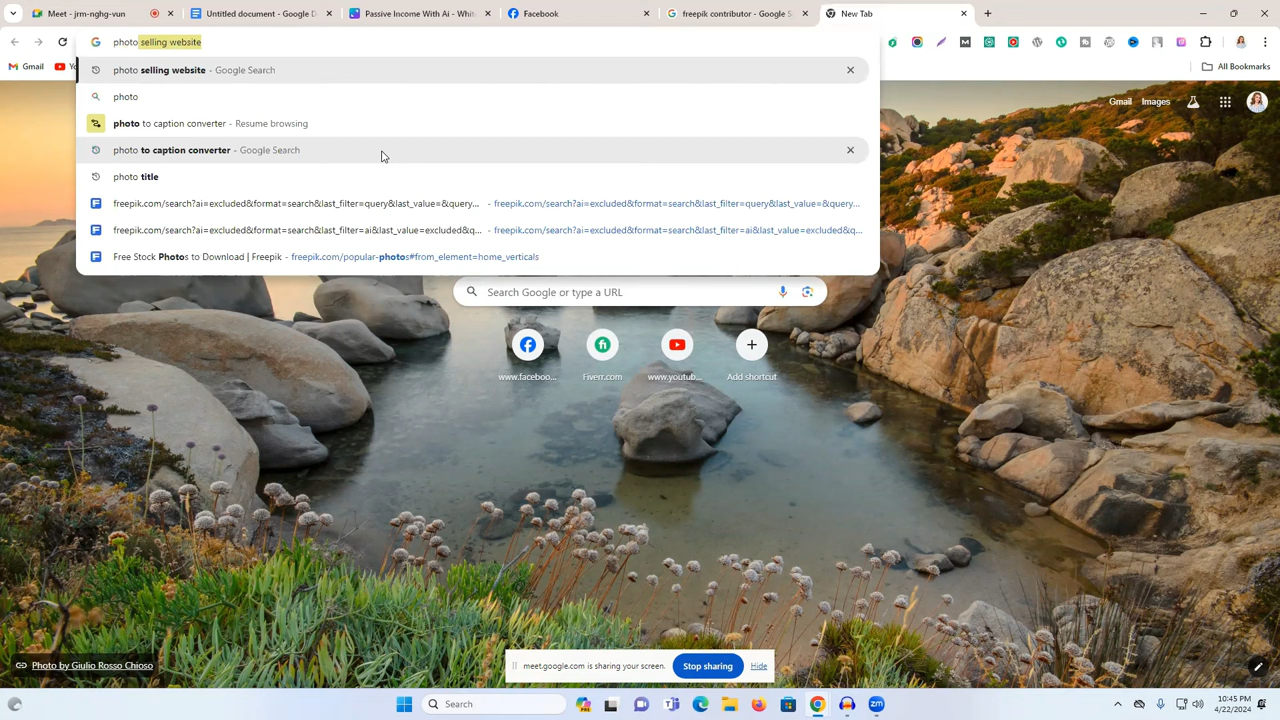 Meet - jrm-nghg-vun
Untitled document - Google D
Passive Income With Ai - Whit
Facebook
freepik contributor - Google S
New Tab
photo selling website
Gmail
All Bookmarks
photo selling website - Google Search
photo
photo to caption converter - Resume browsing
photo to caption converter - Google Search
photo title
freepik.com/search?ai=excluded&format=search&last_filter=query&last_value=&query... - freepik.com/search?ai=excluded&format=search&last_filter=query&last_value=&query...
freepik.com/search?ai=excluded&format=search&last_filter=ai&last_value=excluded&q... - freepik.com/search?ai=excluded&format=search&last_filter=ai&last_value=excluded&q...
Free Stock Photos to Download | Freepik - freepik.com/popular-photos#from_element=home_verticals
Gmail Images
Search Google or type a URL
www.faceboo... Fiverr.com www.youtub... Add shortcut
Photo by Giulio Rosso Chioso
meet.google.com is sharing your screen. Stop sharing Hide
Search
10:45 PM
4/22/2024